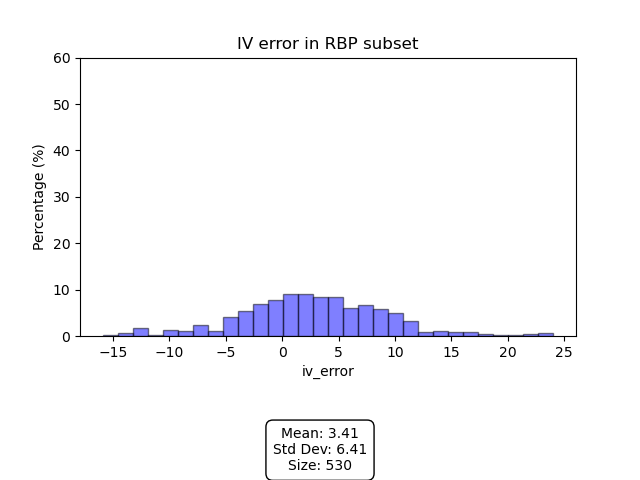 IV error in RBP subset
60
50
40
30
20
10
0
Percentage (%)
−15 −10 −5 0 5 10 15 20 25
iv_error
Mean: 3.41
Std Dev: 6.41
Size: 530